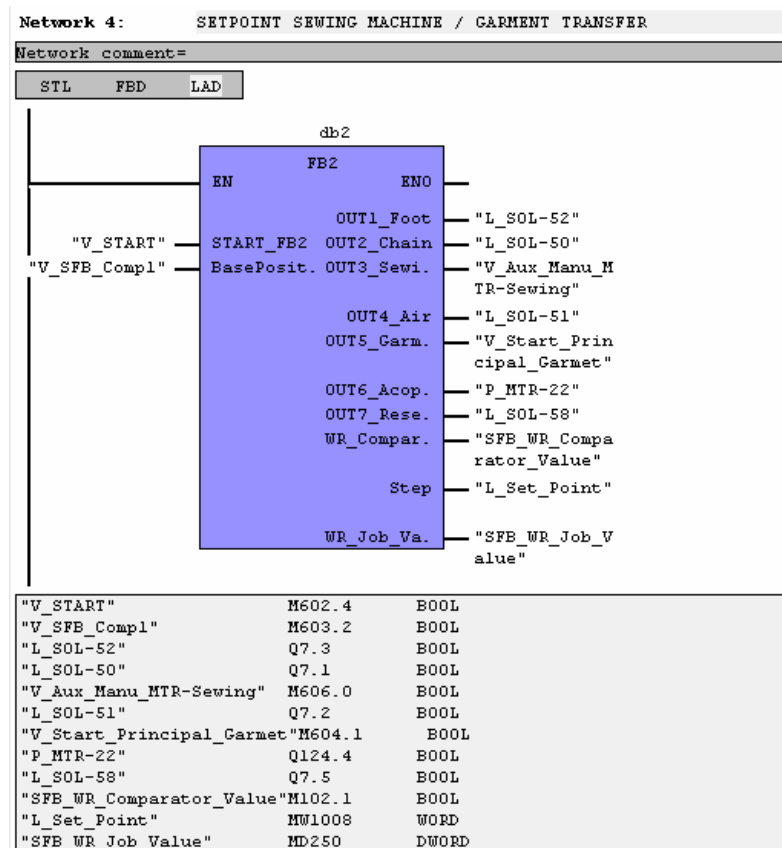 Network 4: SETPOINT SEWING MACHINE / GARMENT TRANSFER
Network comment=
STL FBD LAD
db2
FB2
EN ENO
OUT1_Foot "L_SOL-52"
"V_START" START_FB2 OUT2_Chain "L_SOL-50"
"V_SFB_Compl" BasePosit. OUT3_Sewi. "V_Aux_Manu_M
TR-Sewing"
OUT4_Air "L_SOL-51"
OUT5_Garm. "V_Start_Prin
cipal_Garmet"
OUT6_Acop. "P_MTR-22"
OUT7_Rese. "L_SOL-58"
WR_Compar. "SFB_WR_Compa
rator_Value"
Step "L_Set_Point"
WR_Job_Va. "SFB_WR_Job_V
alue"
"V_START" M602.4 BOOL
"V_SFB_Compl" M603.2 BOOL
"L_SOL-52" Q7.3 BOOL
"L_SOL-50" Q7.1 BOOL
"V_Aux_Manu_MTR-Sewing" M606.0 BOOL
"L_SOL-51" Q7.2 BOOL
"V_Start_Principal_Garmet"M604.1 BOOL
"P_MTR-22" Q124.4 BOOL
"L_SOL-58" Q7.5 BOOL
"SFB_WR_Comparator_Value"M102.1 BOOL
"L_Set_Point" MW1008 WORD
"SFB_WR_Job_Value" MD250 DWORD